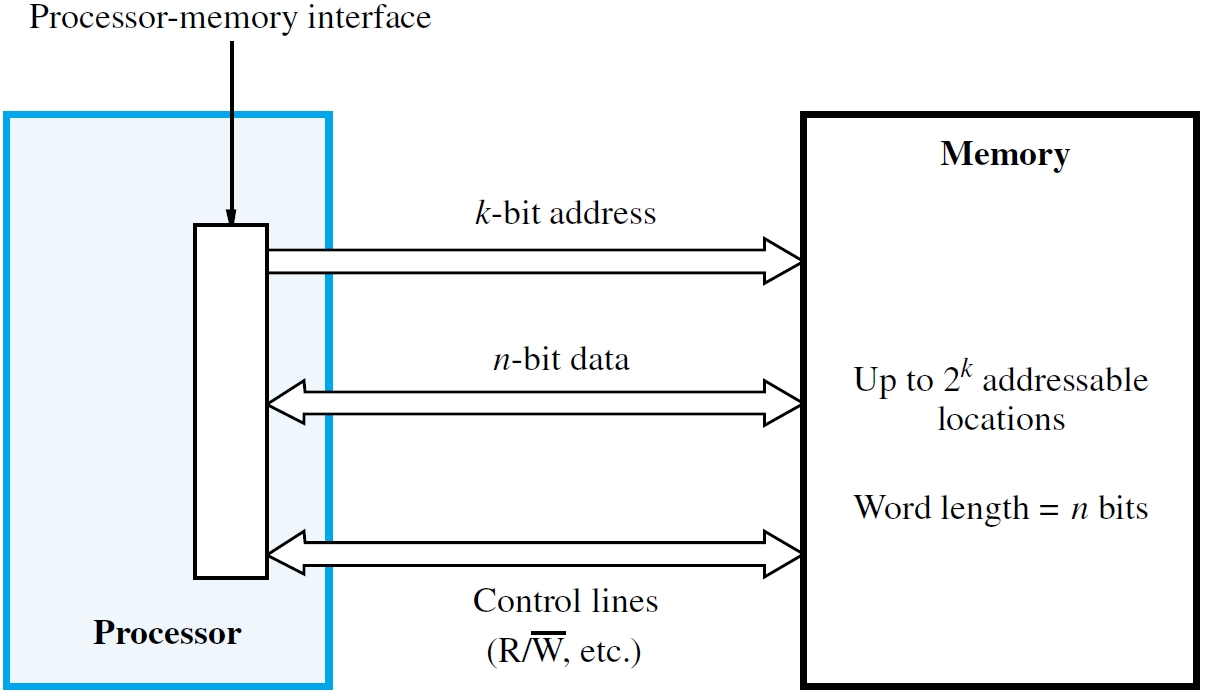 Processor-memory interface
Memory
k-bit address
n-bit data
Up to 2ᵏ addressable
locations
Word length = n bits
Control lines
(R/W̅, etc.)
Processor